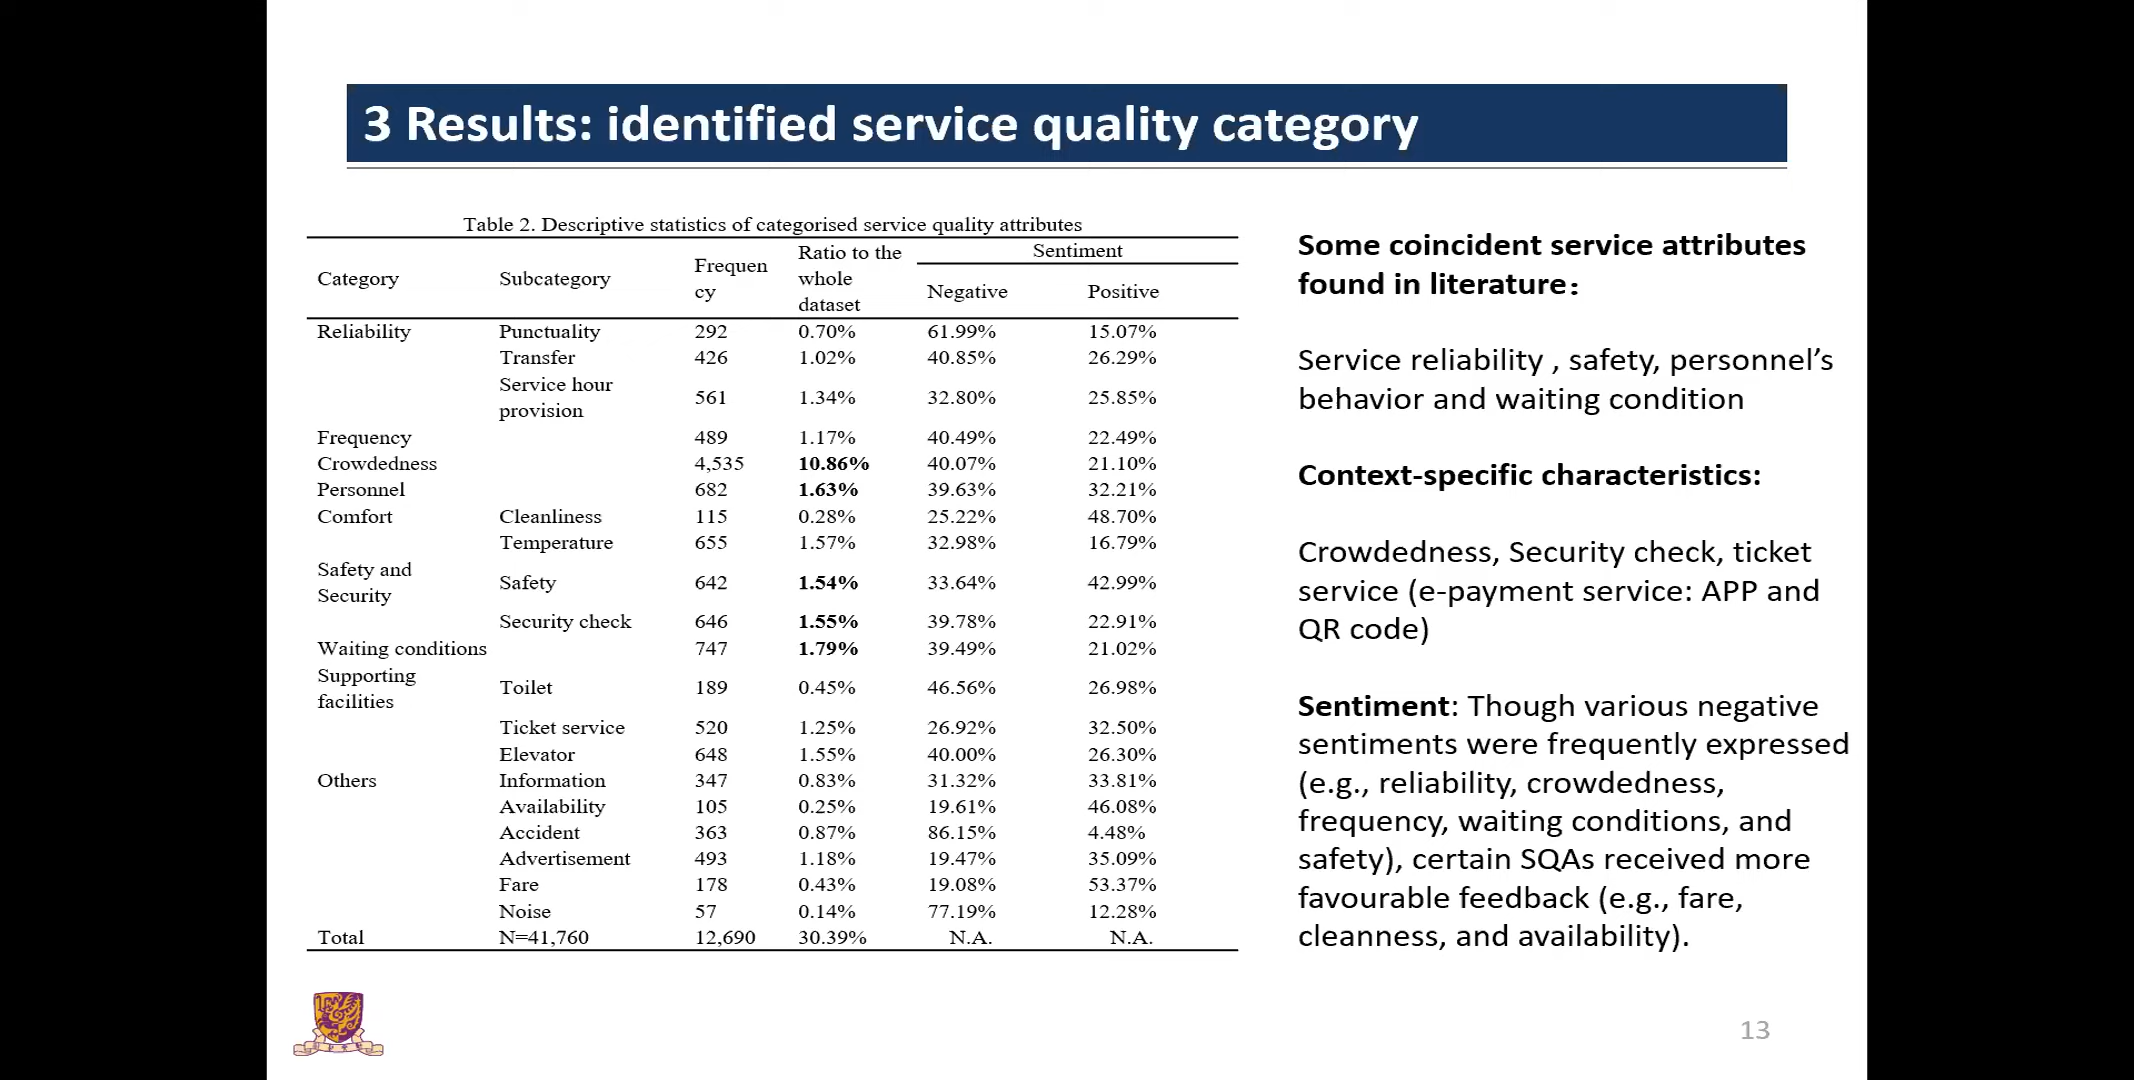 3 Results: identified service quality category
Table 2. Descriptive statistics of categorised service quality attributes
Category Subcategory Frequen cy Ratio to the whole dataset Sentiment Negative Positive
Reliability Punctuality 292 0.70% 61.99% 15.07%
Transfer 426 1.02% 40.85% 26.29%
Service hour provision 561 1.34% 32.80% 25.85%
Frequency 489 1.17% 40.49% 22.49%
Crowdedness 4,535 10.86% 40.07% 21.10%
Personnel 682 1.63% 39.63% 32.21%
Comfort Cleanliness 115 0.28% 25.22% 48.70%
Temperature 655 1.57% 32.98% 16.79%
Safety and Security Safety 642 1.54% 33.64% 42.99%
Security check 646 1.55% 39.78% 22.91%
Waiting conditions 747 1.79% 39.49% 21.02%
Supporting facilities Toilet 189 0.45% 46.56% 26.98%
Ticket service 520 1.25% 26.92% 32.50%
Elevator 648 1.55% 40.00% 26.30%
Others Information 347 0.83% 31.32% 33.81%
Availability 105 0.25% 19.61% 46.08%
Accident 363 0.87% 86.15% 4.48%
Advertisement 493 1.18% 19.47% 35.09%
Fare 178 0.43% 19.08% 53.37%
Noise 57 0.14% 77.19% 12.28%
Total N=41,760 12,690 30.39% N.A. N.A.
Some coincident service attributes
found in literature：
Service reliability , safety, personnel’s
behavior and waiting condition
Context-specific characteristics:
Crowdedness, Security check, ticket
service (e-payment service: APP and
QR code)
Sentiment: Though various negative
sentiments were frequently expressed
(e.g., reliability, crowdedness,
frequency, waiting conditions, and
safety), certain SQAs received more
favourable feedback (e.g., fare,
cleanness, and availability).
13